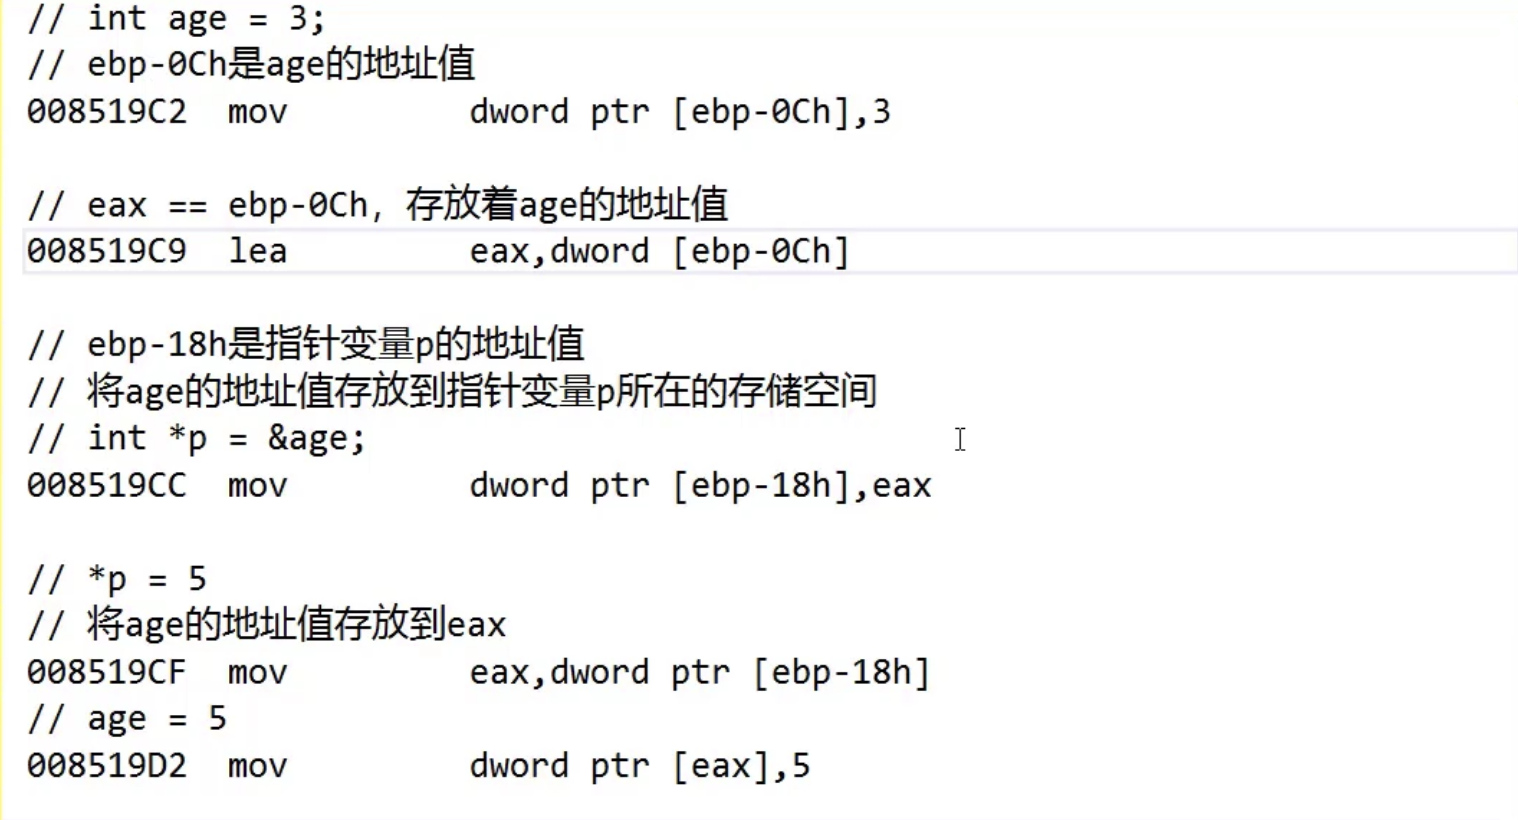 // int age = 3;
// ebp-0Ch是age的地址值
008519C2  mov         dword ptr [ebp-0Ch],3
// eax == ebp-0Ch, 存放着age的地址值
008519C9  lea         eax,dword [ebp-0Ch]
// ebp-18h是指针变量p的地址值
// 将age的地址值存放到指针变量p所在的存储空间
// int *p = &age;
008519CC  mov         dword ptr [ebp-18h],eax
// *p = 5
// 将age的地址值存放到eax
008519CF  mov         eax,dword ptr [ebp-18h]
// age = 5
008519D2  mov         dword ptr [eax],5